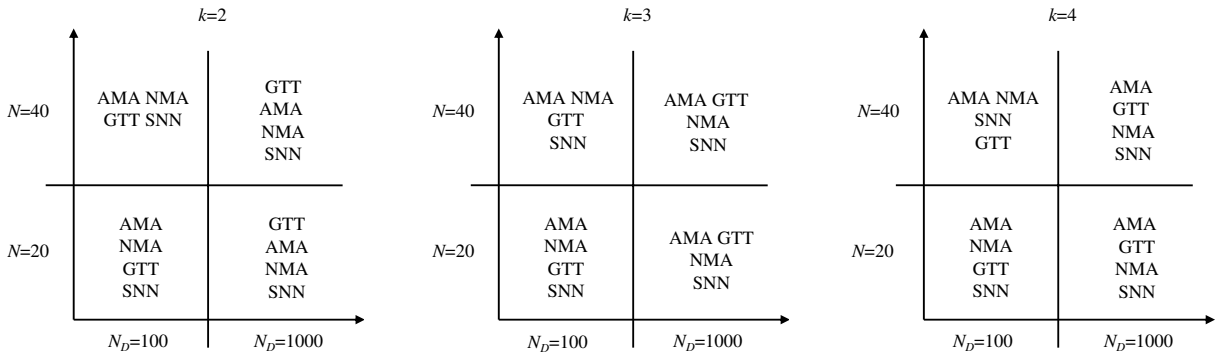 k=2
N=40
AMA NMA
GTT SNN
GTT
AMA
NMA
SNN
N=20
AMA
NMA
GTT
SNN
GTT
AMA
NMA
SNN
N_D=100
N_D=1000
k=3
N=40
AMA NMA
GTT
SNN
AMA GTT
NMA
SNN
N=20
AMA
NMA
GTT
SNN
AMA GTT
NMA
SNN
N_D=100
N_D=1000
k=4
N=40
AMA NMA
SNN
GTT
AMA
GTT
NMA
SNN
N=20
AMA
NMA
GTT
SNN
AMA
GTT
NMA
SNN
N_D=100
N_D=1000